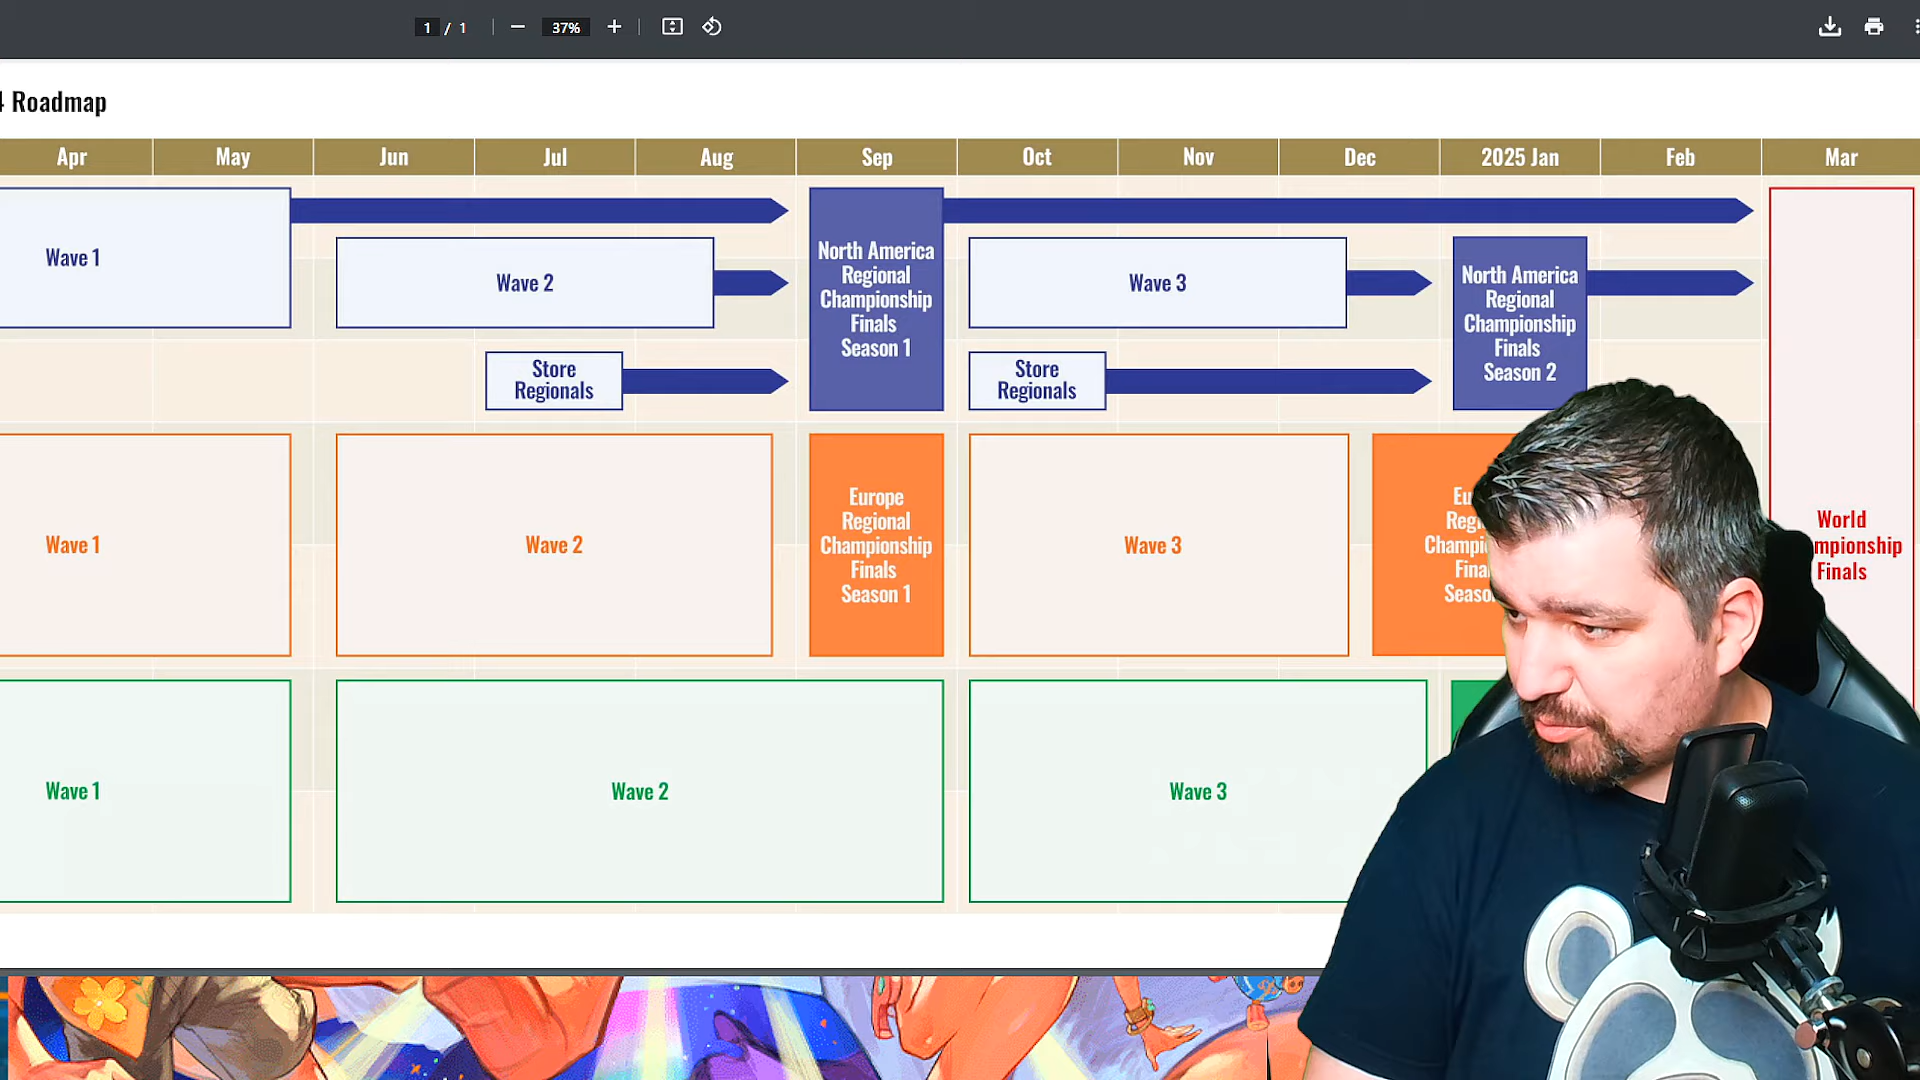 1 / 1
37%
4 Roadmap
Apr May Jun Jul Aug Sep Oct Nov Dec 2025 Jan Feb Mar
Wave 1
Wave 2
Store
Regionals
North America
Regional
Championship
Finals
Season 1
Wave 3
Store
Regionals
North America
Regional
Championship
Finals
Season 2
Wave 1
Wave 2
Europe
Regional
Championship
Finals
Season 1
Wave 3
World
mpionship
Finals
Wave 1
Wave 2
Wave 3